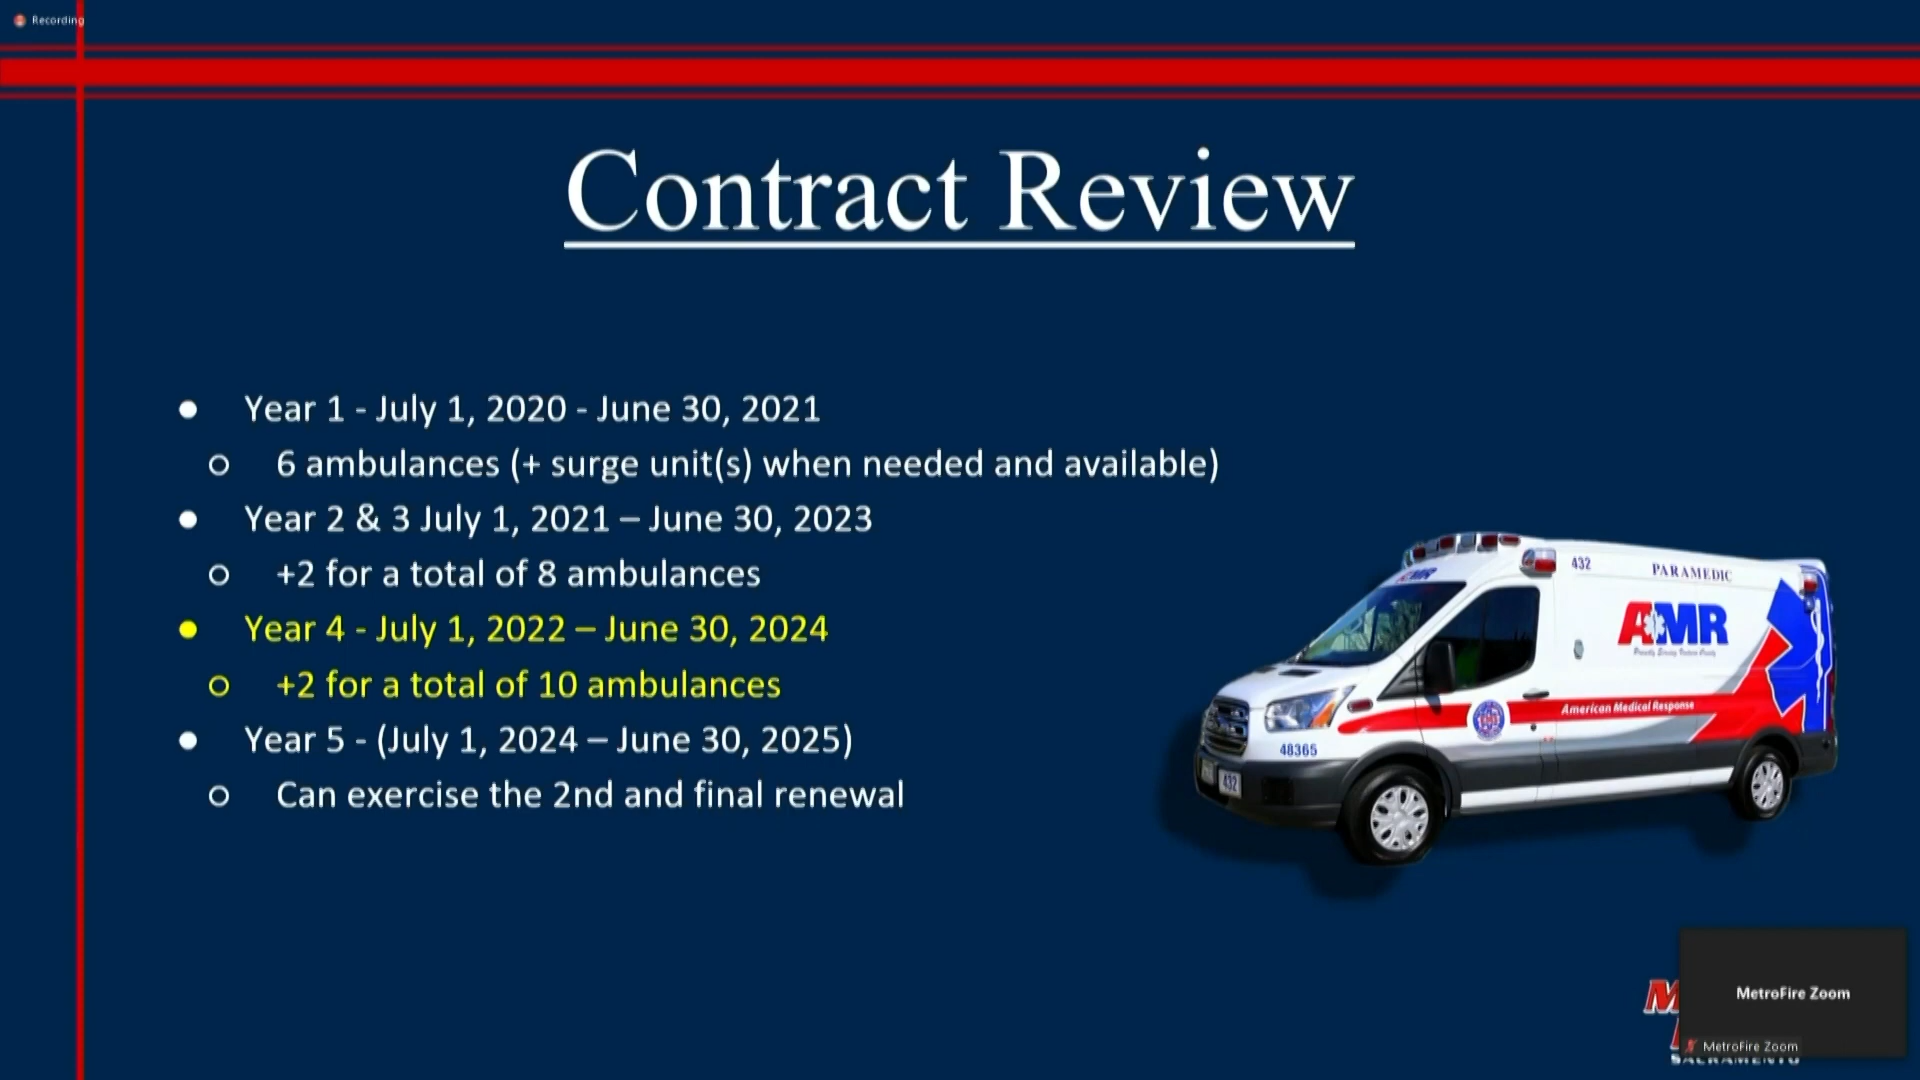 Recording
Contract Review
Year 1 - July 1, 2020 - June 30, 2021
6 ambulances (+ surge unit(s) when needed and available)
Year 2 & 3 July 1, 2021 – June 30, 2023
+2 for a total of 8 ambulances
Year 4 - July 1, 2022 – June 30, 2024
+2 for a total of 10 ambulances
Year 5 - (July 1, 2024 – June 30, 2025)
Can exercise the 2nd and final renewal
432
PARAMEDIC
AMR
American Medical Response
48365
432
MetroFire Zoom
MetroFire Zoom
SACRAMENTO